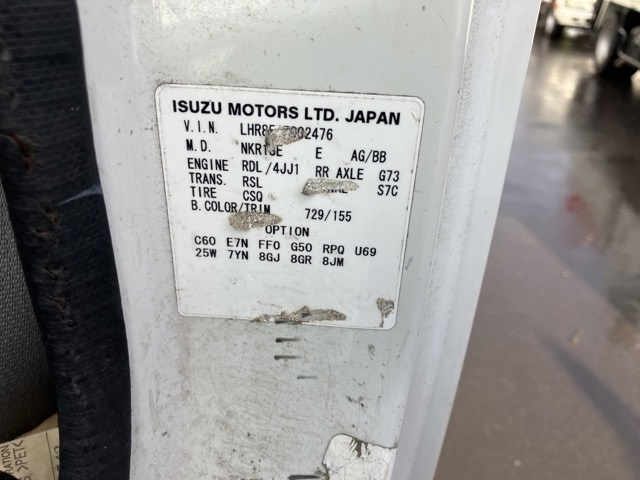 ISUZU MOTORS LTD. JAPAN
V.I.N. 2476
M.D. E AG/BB
ENGINE RDL/4JJ1 RR AXLE G73
TRANS. RSL S7C
TIRE CSQ
B.COLOR/TRIM 729/155
OPTION
C60 E7N FF0 G50 RPQ U69
25W 7YN 8GJ 8GR 8JM